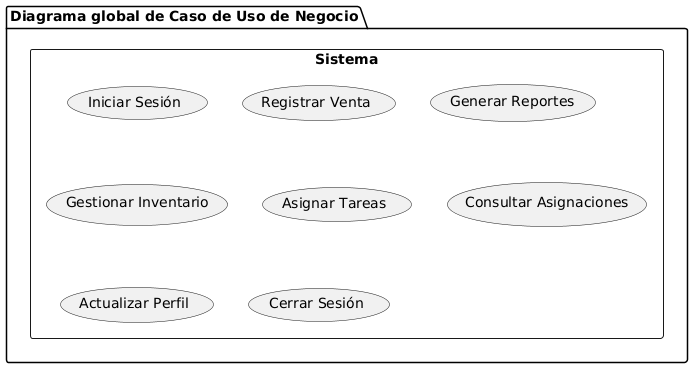 Diagrama global de Caso de Uso de Negocio
Sistema
Iniciar Sesión
Registrar Venta
Generar Reportes
Gestionar Inventario
Asignar Tareas
Consultar Asignaciones
Actualizar Perfil
Cerrar Sesión